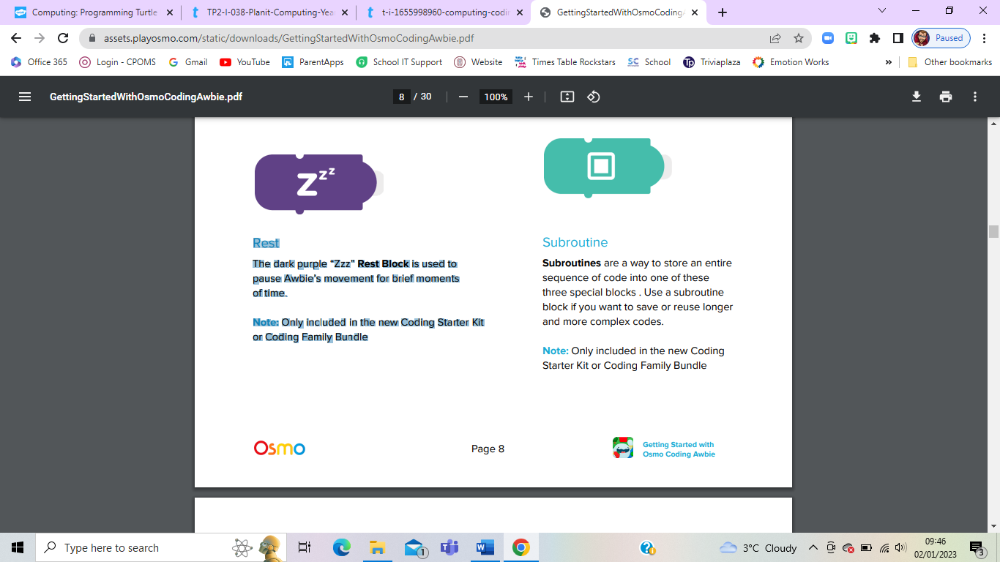 Computing: Programming Turtle
TP2-I-038-Planit-Computing-Yea
t-i-1655998960-computing-codin
GettingStartedWithOsmoCodingA
assets.playosmo.com/static/downloads/GettingStartedWithOsmoCodingAwbie.pdf
Paused
Office 365
Login - CPOMS
Gmail
YouTube
ParentApps
School IT Support
Website
Times Table Rockstars
SC School
Tp Triviaplaza
Emotion Works
»
Other bookmarks
GettingStartedWithOsmoCodingAwbie.pdf
8 / 30
100%
Zzz
Rest
The dark purple “Zzz” Rest Block is used to
pause Awbie's movement for brief moments
of time.
Note: Only included in the new Coding Starter Kit
or Coding Family Bundle
Subroutine
Subroutines are a way to store an entire
sequence of code into one of these
three special blocks . Use a subroutine
block if you want to save or reuse longer
and more complex codes.
Note: Only included in the new Coding
Starter Kit or Coding Family Bundle
Osmo
Page 8
Getting Started with
Osmo Coding Awbie
Type here to search
1
3°C Cloudy
09:46
02/01/2023
3